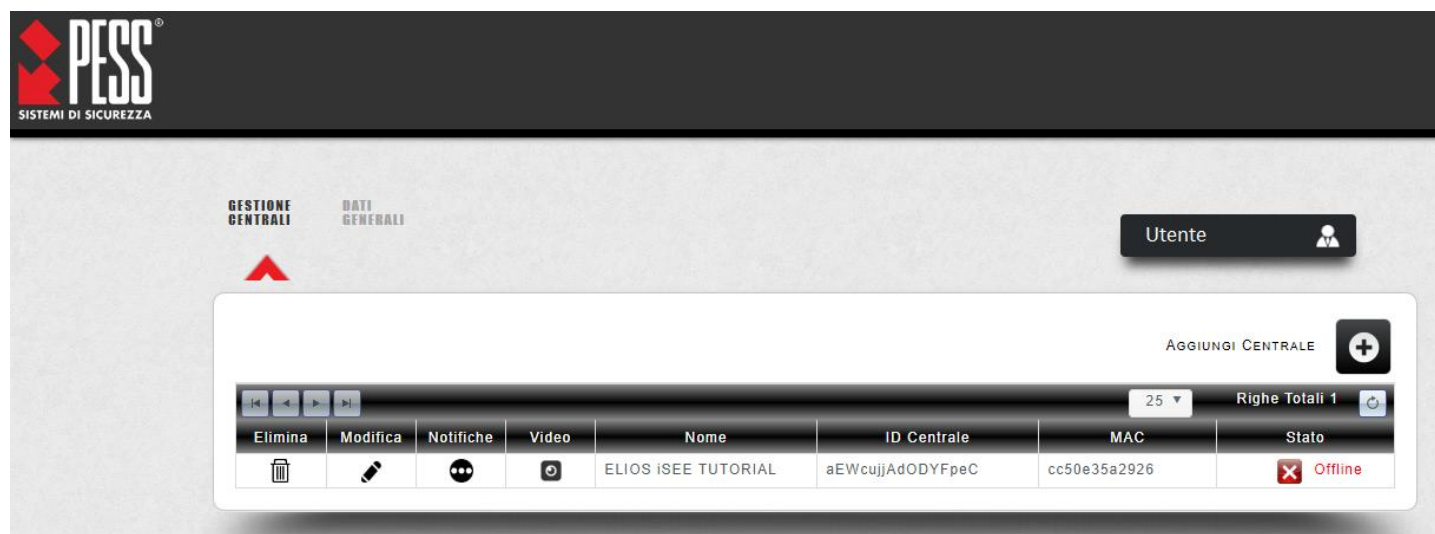 PESS®
SISTEMI DI SICUREZZA
GESTIONE CENTRALI
DATI GENERALI
Utente
AGGIUNGI CENTRALE
25 Righe Totali 1
Elimina Modifica Notifiche Video Nome ID Centrale MAC Stato
ELIOS iSEE TUTORIAL aEWcujjAdODYFpeC cc50e35a2926 Offline